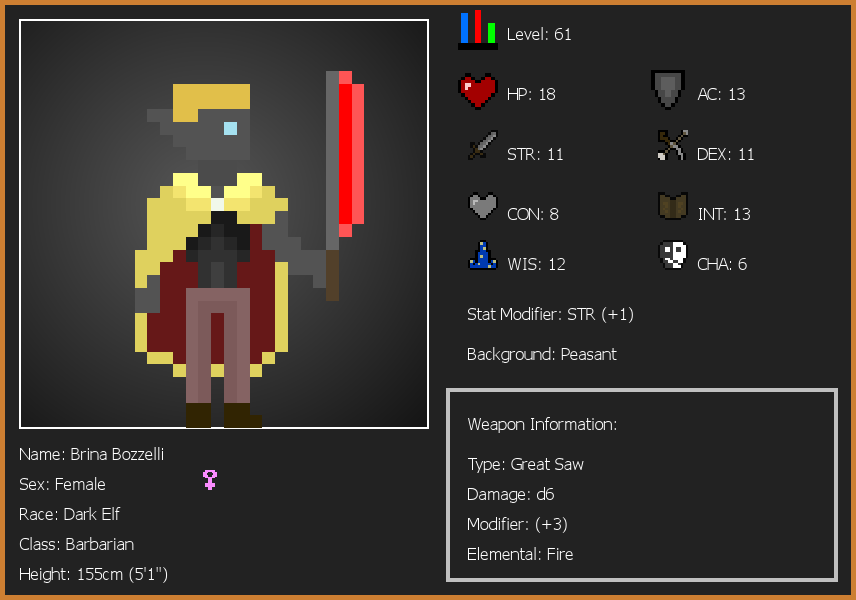 Level: 61
HP: 18
AC: 13
STR: 11
DEX: 11
CON: 8
INT: 13
WIS: 12
CHA: 6
Stat Modifier: STR (+1)
Background: Peasant
Weapon Information:
Type: Great Saw
Damage: d6
Modifier: (+3)
Elemental: Fire
Name: Brina Bozzelli
Sex: Female
Race: Dark Elf
Class: Barbarian
Height: 155cm (5'1")